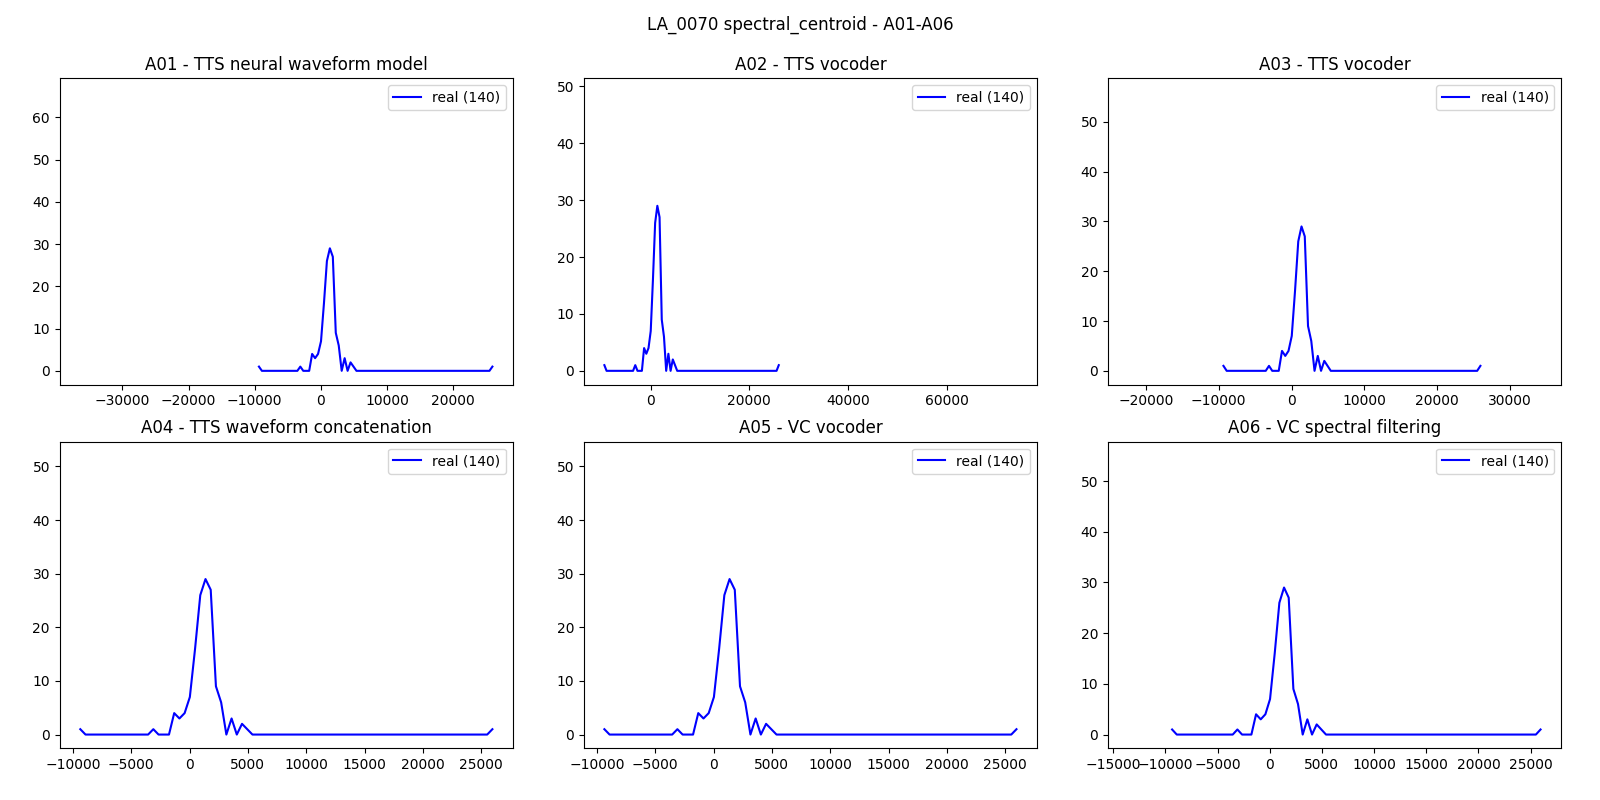 LA_0070 spectral_centroid - A01-A06
A01 - TTS neural waveform model
real (140)
60
50
40
30
20
10
0
−30000 −20000 −10000 0 10000 20000
A02 - TTS vocoder
real (140)
50
40
30
20
10
0
0 20000 40000 60000
A03 - TTS vocoder
real (140)
50
40
30
20
10
0
−20000 −10000 0 10000 20000 30000
A04 - TTS waveform concatenation
real (140)
50
40
30
20
10
0
−10000 −5000 0 5000 10000 15000 20000 25000
A05 - VC vocoder
real (140)
50
40
30
20
10
0
−10000 −5000 0 5000 10000 15000 20000 25000
A06 - VC spectral filtering
real (140)
50
40
30
20
10
0
−15000 −10000 −5000 0 5000 10000 15000 20000 25000